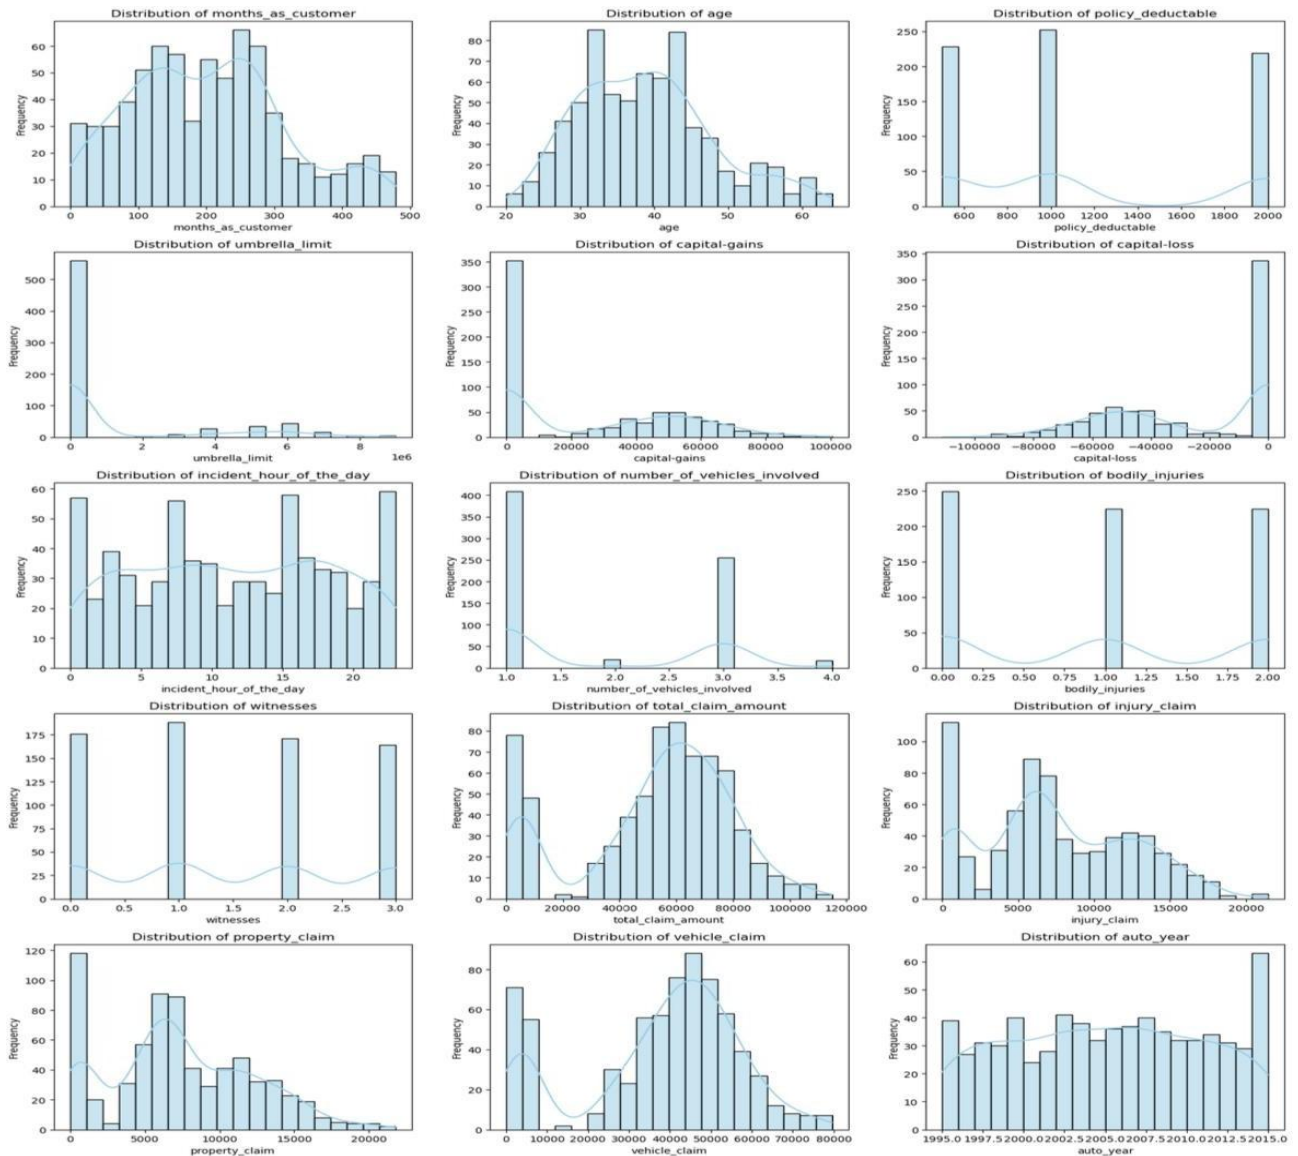 Distribution of months_as_customer
Frequency
60
50
40
30
20
10
0
0 100 200 300 400 500
months_as_customer
Distribution of age
Frequency
80
70
60
50
40
30
20
10
0
20 30 40 50 60
age
Distribution of policy_deductable
Frequency
250
200
150
100
50
0
600 800 1000 1200 1400 1600 1800 2000
policy_deductable
Distribution of umbrella_limit
Frequency
500
400
300
200
100
0
0 2 4 6 8
1e6
umbrella_limit
Distribution of capital-gains
Frequency
350
300
250
200
150
100
50
0
0 20000 40000 60000 80000 100000
capital-gains
Distribution of capital-loss
Frequency
350
300
250
200
150
100
50
0
−100000 −80000 −60000 −40000 −20000 0
capital-loss
Distribution of incident_hour_of_the_day
Frequency
60
50
40
30
20
10
0
0 5 10 15 20
incident_hour_of_the_day
Distribution of number_of_vehicles_involved
Frequency
400
350
300
250
200
150
100
50
0
1.0 1.5 2.0 2.5 3.0 3.5 4.0
number_of_vehicles_involved
Distribution of bodily_injuries
Frequency
250
200
150
100
50
0
0.00 0.25 0.50 0.75 1.00 1.25 1.50 1.75 2.00
bodily_injuries
Distribution of witnesses
Frequency
175
150
125
100
75
50
25
0
0.0 0.5 1.0 1.5 2.0 2.5 3.0
witnesses
Distribution of total_claim_amount
Frequency
80
70
60
50
40
30
20
10
0
0 20000 40000 60000 80000 100000 120000
total_claim_amount
Distribution of injury_claim
Frequency
100
80
60
40
20
0
0 5000 10000 15000 20000
injury_claim
Distribution of property_claim
Frequency
120
100
80
60
40
20
0
0 5000 10000 15000 20000
property_claim
Distribution of vehicle_claim
Frequency
80
60
40
20
0
0 10000 20000 30000 40000 50000 60000 70000 80000
vehicle_claim
Distribution of auto_year
Frequency
60
50
40
30
20
10
0
1995.0 1997.5 2000.0 2002.5 2005.0 2007.5 2010.0 2012.5 2015.0
auto_year